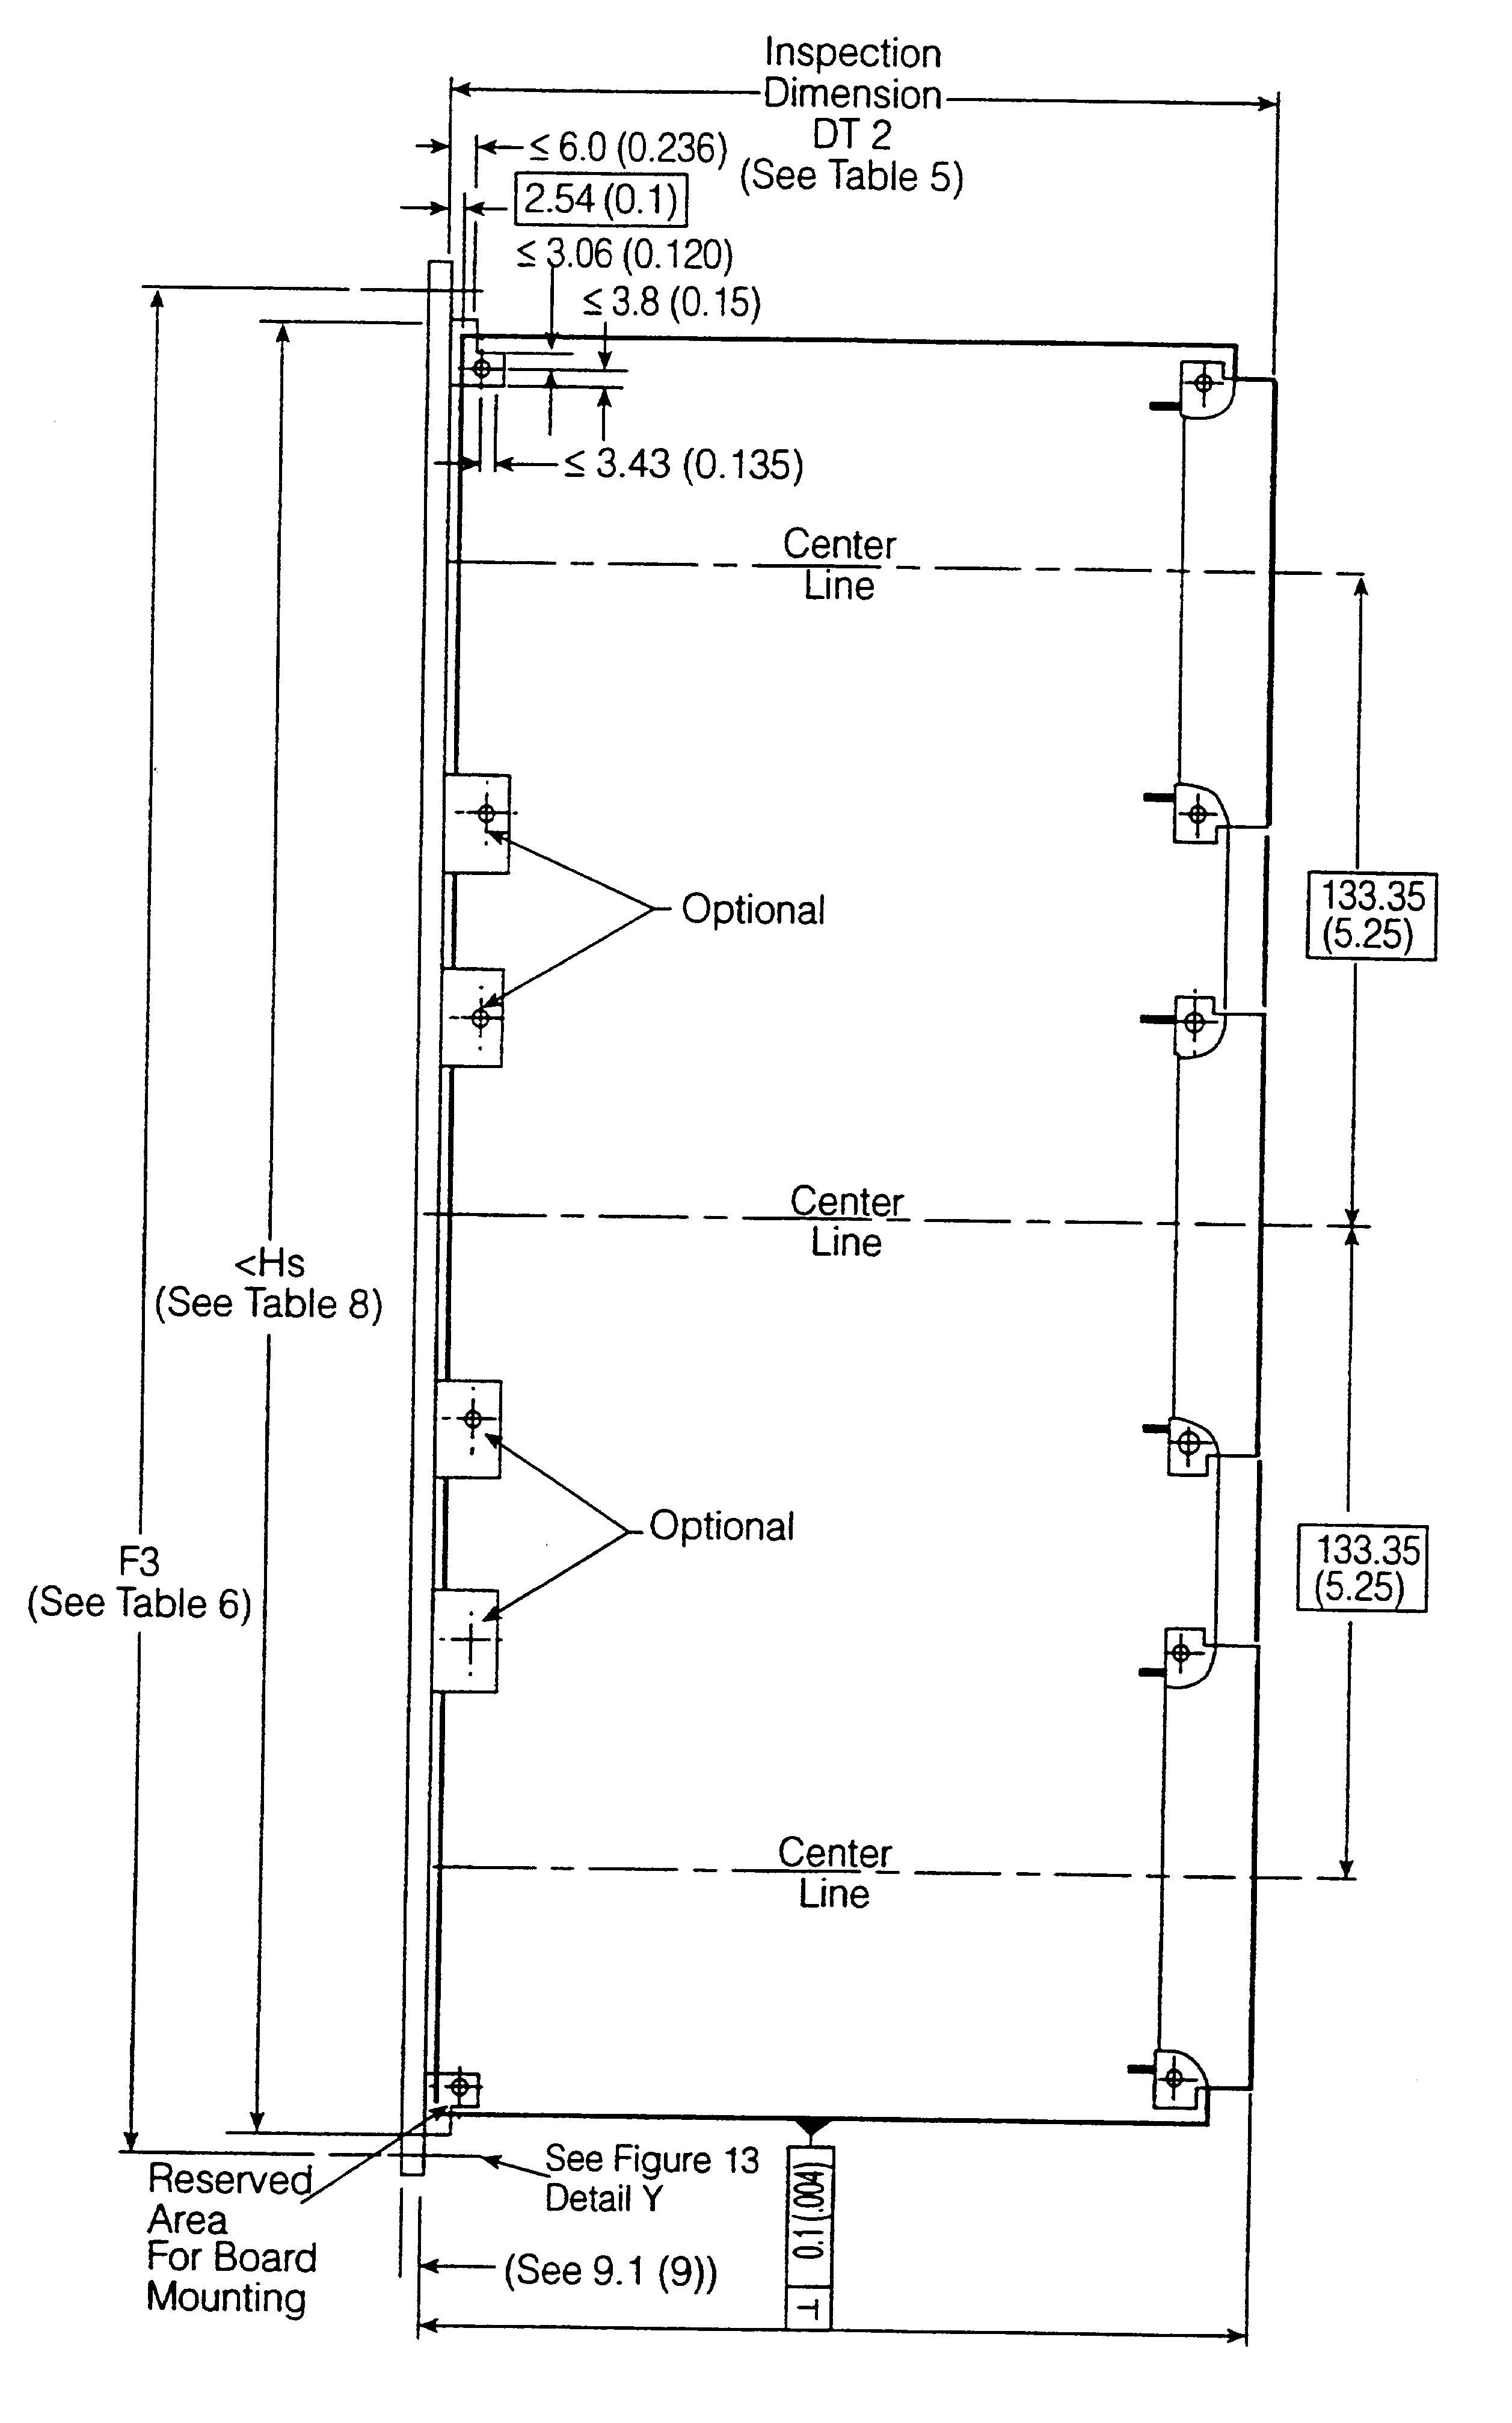 Inspection
Dimension
DT 2
(See Table 5)
≤ 6.0 (0.236)
2.54 (0.1)
≤ 3.06 (0.120)
≤ 3.8 (0.15)
≤ 3.43 (0.135)
Center
Line
133.35
(5.25)
Optional
Center
Line
<Hs
(See Table 8)
Optional
133.35
(5.25)
F3
(See Table 6)
Center
Line
Reserved
Area
For Board
Mounting
See Figure 13
Detail Y
(See 9.1 (9))
⊥ 0.1 (.004)